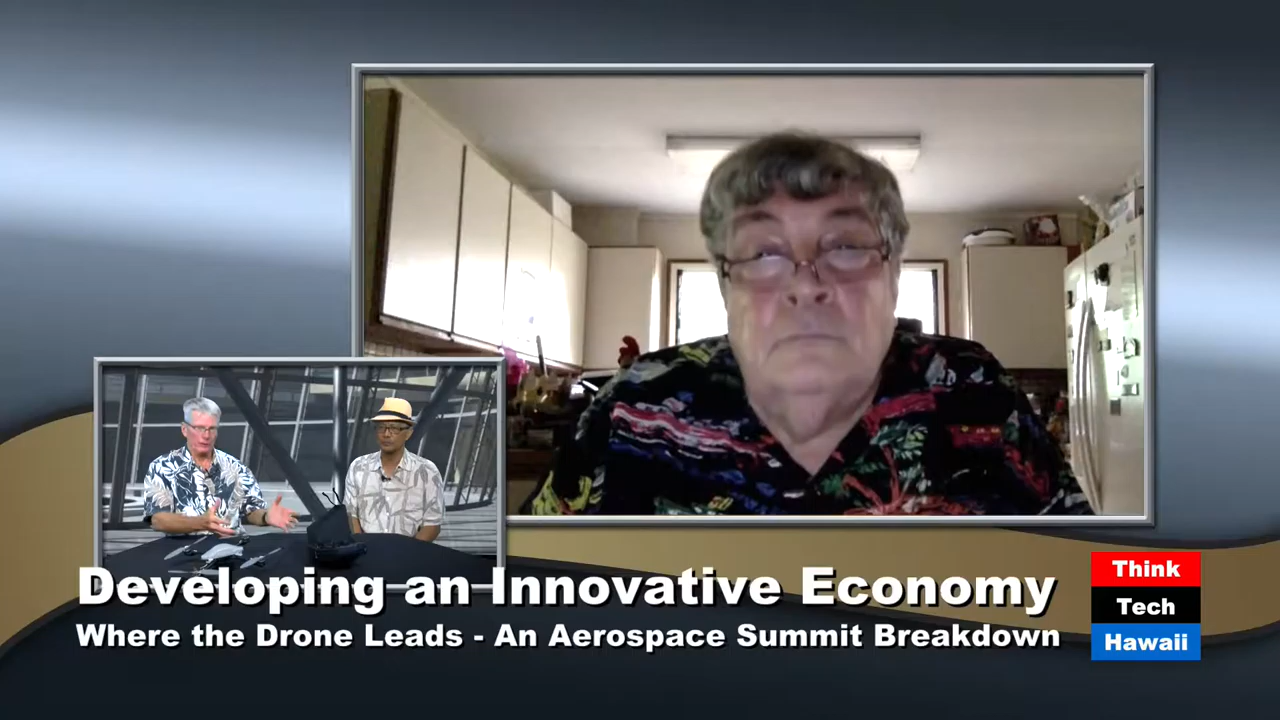 Developing an Innovative Economy
Where the Drone Leads - An Aerospace Summit Breakdown
Think
Tech
Hawaii